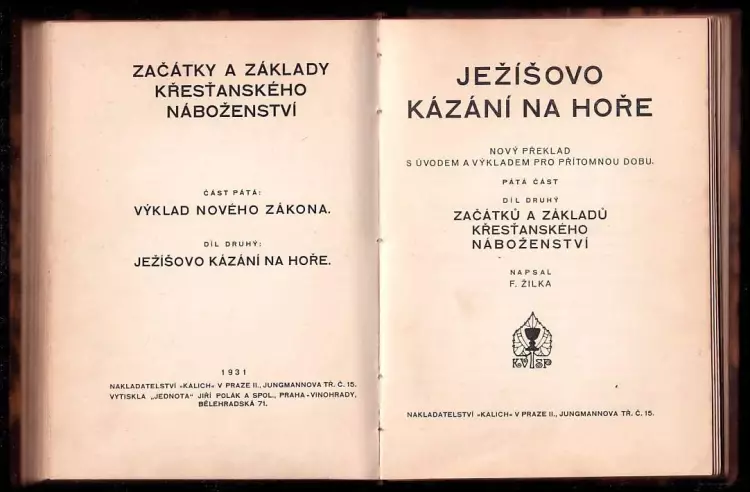 ZAČÁTKY A ZÁKLADY
KŘESŤANSKÉHO
NÁBOŽENSTVÍ
ČÁST PÁTÁ:
VÝKLAD NOVÉHO ZÁKONA.
DÍL DRUHÝ:
JEŽÍŠOVO KÁZÁNÍ NA HOŘE.
1931
NAKLADATELSTVÍ »KALICH« V PRAZE II., JUNGMANNOVA TŘ. Č. 15.
VYTISKLA „JEDNOTA" JIŘÍ POLÁK A SPOL., PRAHA-VINOHRADY,
BĚLEHRADSKÁ 71.
JEŽÍŠOVO
KÁZÁNÍ NA HOŘE
NOVÝ PŘEKLAD
S ÚVODEM A VÝKLADEM PRO PŘÍTOMNOU DOBU.
PÁTÁ ČÁST
DÍL DRUHÝ
ZAČÁTKŮ A ZÁKLADŮ
KŘESŤANSKÉHO
NÁBOŽENSTVÍ
NAPSAL
F. ŽILKA
KV SP
NAKLADATELSTVÍ »KALICH« V PRAZE II., JUNGMANNOVA TŘ. Č. 15.